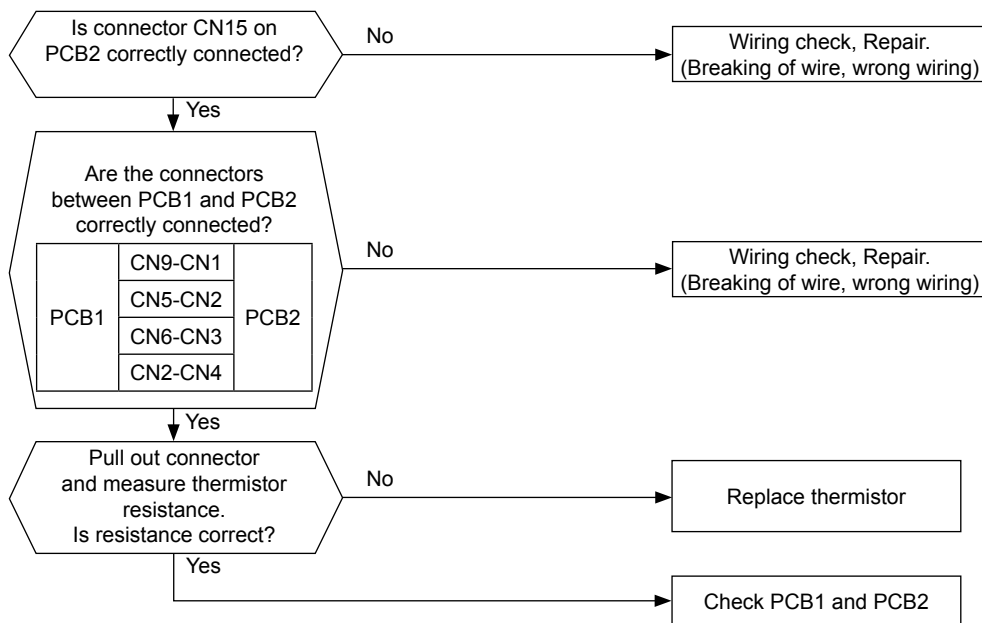 Is connector CN15 on
PCB2 correctly connected?
No
Wiring check, Repair.
(Breaking of wire, wrong wiring)
Yes
Are the connectors
between PCB1 and PCB2
correctly connected?
PCB1
CN9-CN1
CN5-CN2
CN6-CN3
CN2-CN4
PCB2
No
Wiring check, Repair.
(Breaking of wire, wrong wiring)
Yes
Pull out connector
and measure thermistor
resistance.
Is resistance correct?
No
Replace thermistor
Yes
Check PCB1 and PCB2